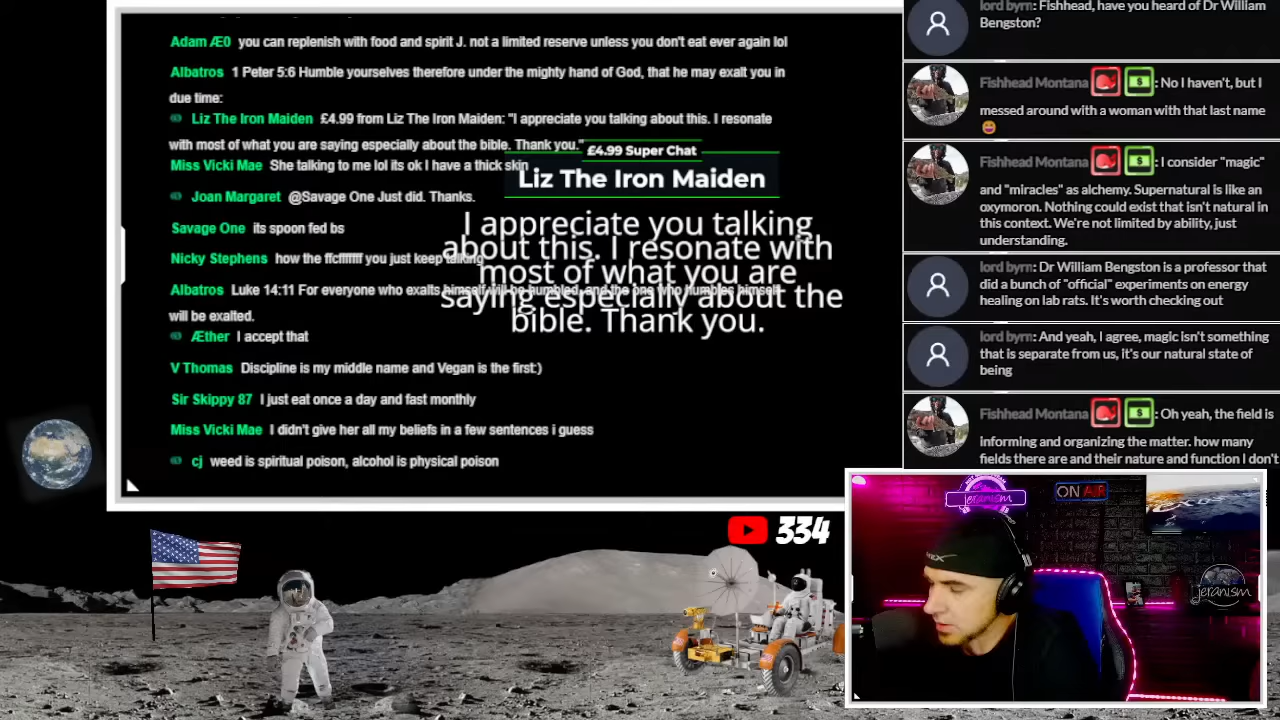 Adam Æ0 you can replenish with food and spirit J. not a limited reserve unless you don't eat ever again lol
Albatros 1 Peter 5:6 Humble yourselves therefore under the mighty hand of God, that he may exalt you in
due time:
Liz The Iron Maiden £4.99 from Liz The Iron Maiden: "I appreciate you talking about this. I resonate
with most of what you are saying especially about the bible. Thank you."
Miss Vicki Mae She talking to me lol its ok I have a thick skin
Joan Margaret @Savage One Just did. Thanks.
Savage One its spoon fed bs
Nicky Stephens how the ffcfffffff you just keep talking
Albatros Luke 14:11 For everyone who exalts himself will be humbled, and the one who humbles himself
will be exalted.
Æther I accept that
V Thomas Discipline is my middle name and Vegan is the first:)
Sir Skippy 87 I just eat once a day and fast monthly
Miss Vicki Mae I didn't give her all my beliefs in a few sentences i guess
cj weed is spiritual poison, alcohol is physical poison
£4.99 Super Chat
Liz The Iron Maiden
I appreciate you talking
about this. I resonate with
most of what you are
saying especially about the
bible. Thank you.
lord byrn: Fishhead, have you heard of Dr William
Bengston?
Fishhead Montana : No I haven't, but I
messed around with a woman with that last name
Fishhead Montana : I consider "magic"
and "miracles" as alchemy. Supernatural is like an
oxymoron. Nothing could exist that isn't natural in
this context. We're not limited by ability, just
understanding.
lord byrn: Dr William Bengston is a professor that
did a bunch of "official" experiments on energy
healing on lab rats. It's worth checking out
lord byrn: And yeah, I agree, magic isn't something
that is separate from us, it's our natural state of
being
Fishhead Montana : Oh yeah, the field is
informing and organizing the matter. how many
fields there are and their nature and function I don't
334
jeranism
ON AIR
jeranism